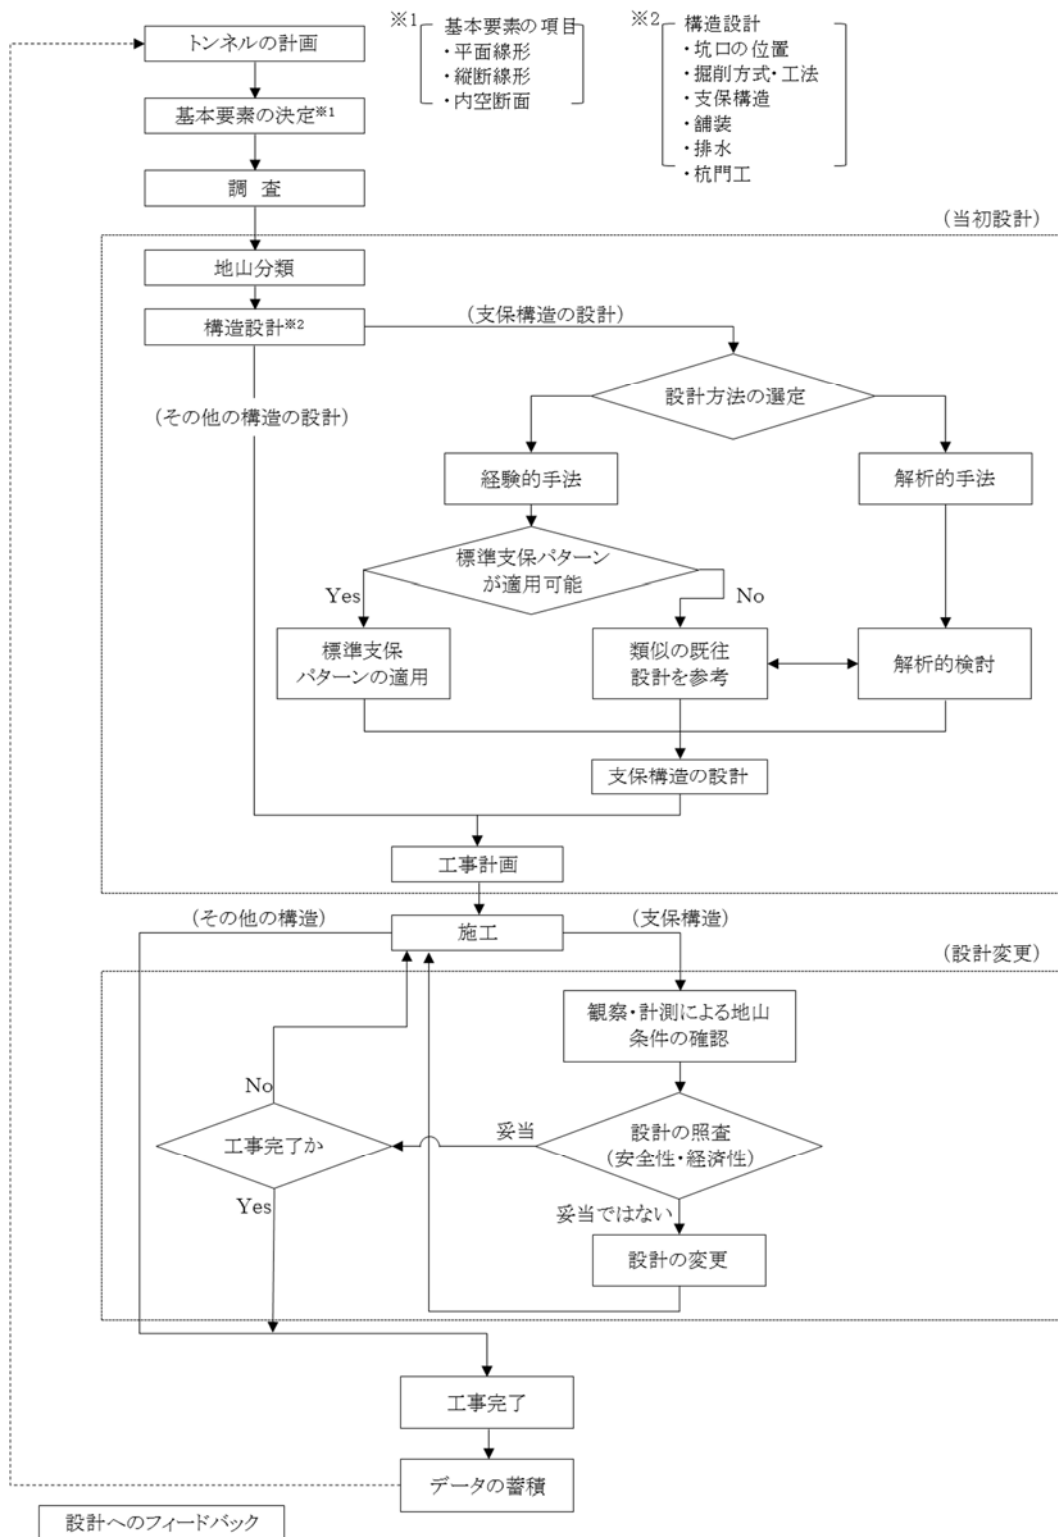 ※1
基本要素の項目
・平面線形
・縦断線形
・内空断面
※2
構造設計
・坑口の位置
・掘削方式・工法
・支保構造
・舗装
・排水
・杭門工
トンネルの計画
基本要素の決定※1
調 査
(当初設計)
地山分類
構造設計※2
(支保構造の設計)
設計方法の選定
(その他の構造の設計)
経験的手法
解析的手法
標準支保パターン
が適用可能
Yes
No
標準支保
パターンの適用
類似の既往
設計を参考
解析的検討
支保構造の設計
工事計画
(その他の構造)
施工
(支保構造)
(設計変更)
観察・計測による地山
条件の確認
No
工事完了か
妥当
設計の照査
(安全性・経済性)
Yes
妥当ではない
設計の変更
工事完了
データの蓄積
設計へのフィードバック